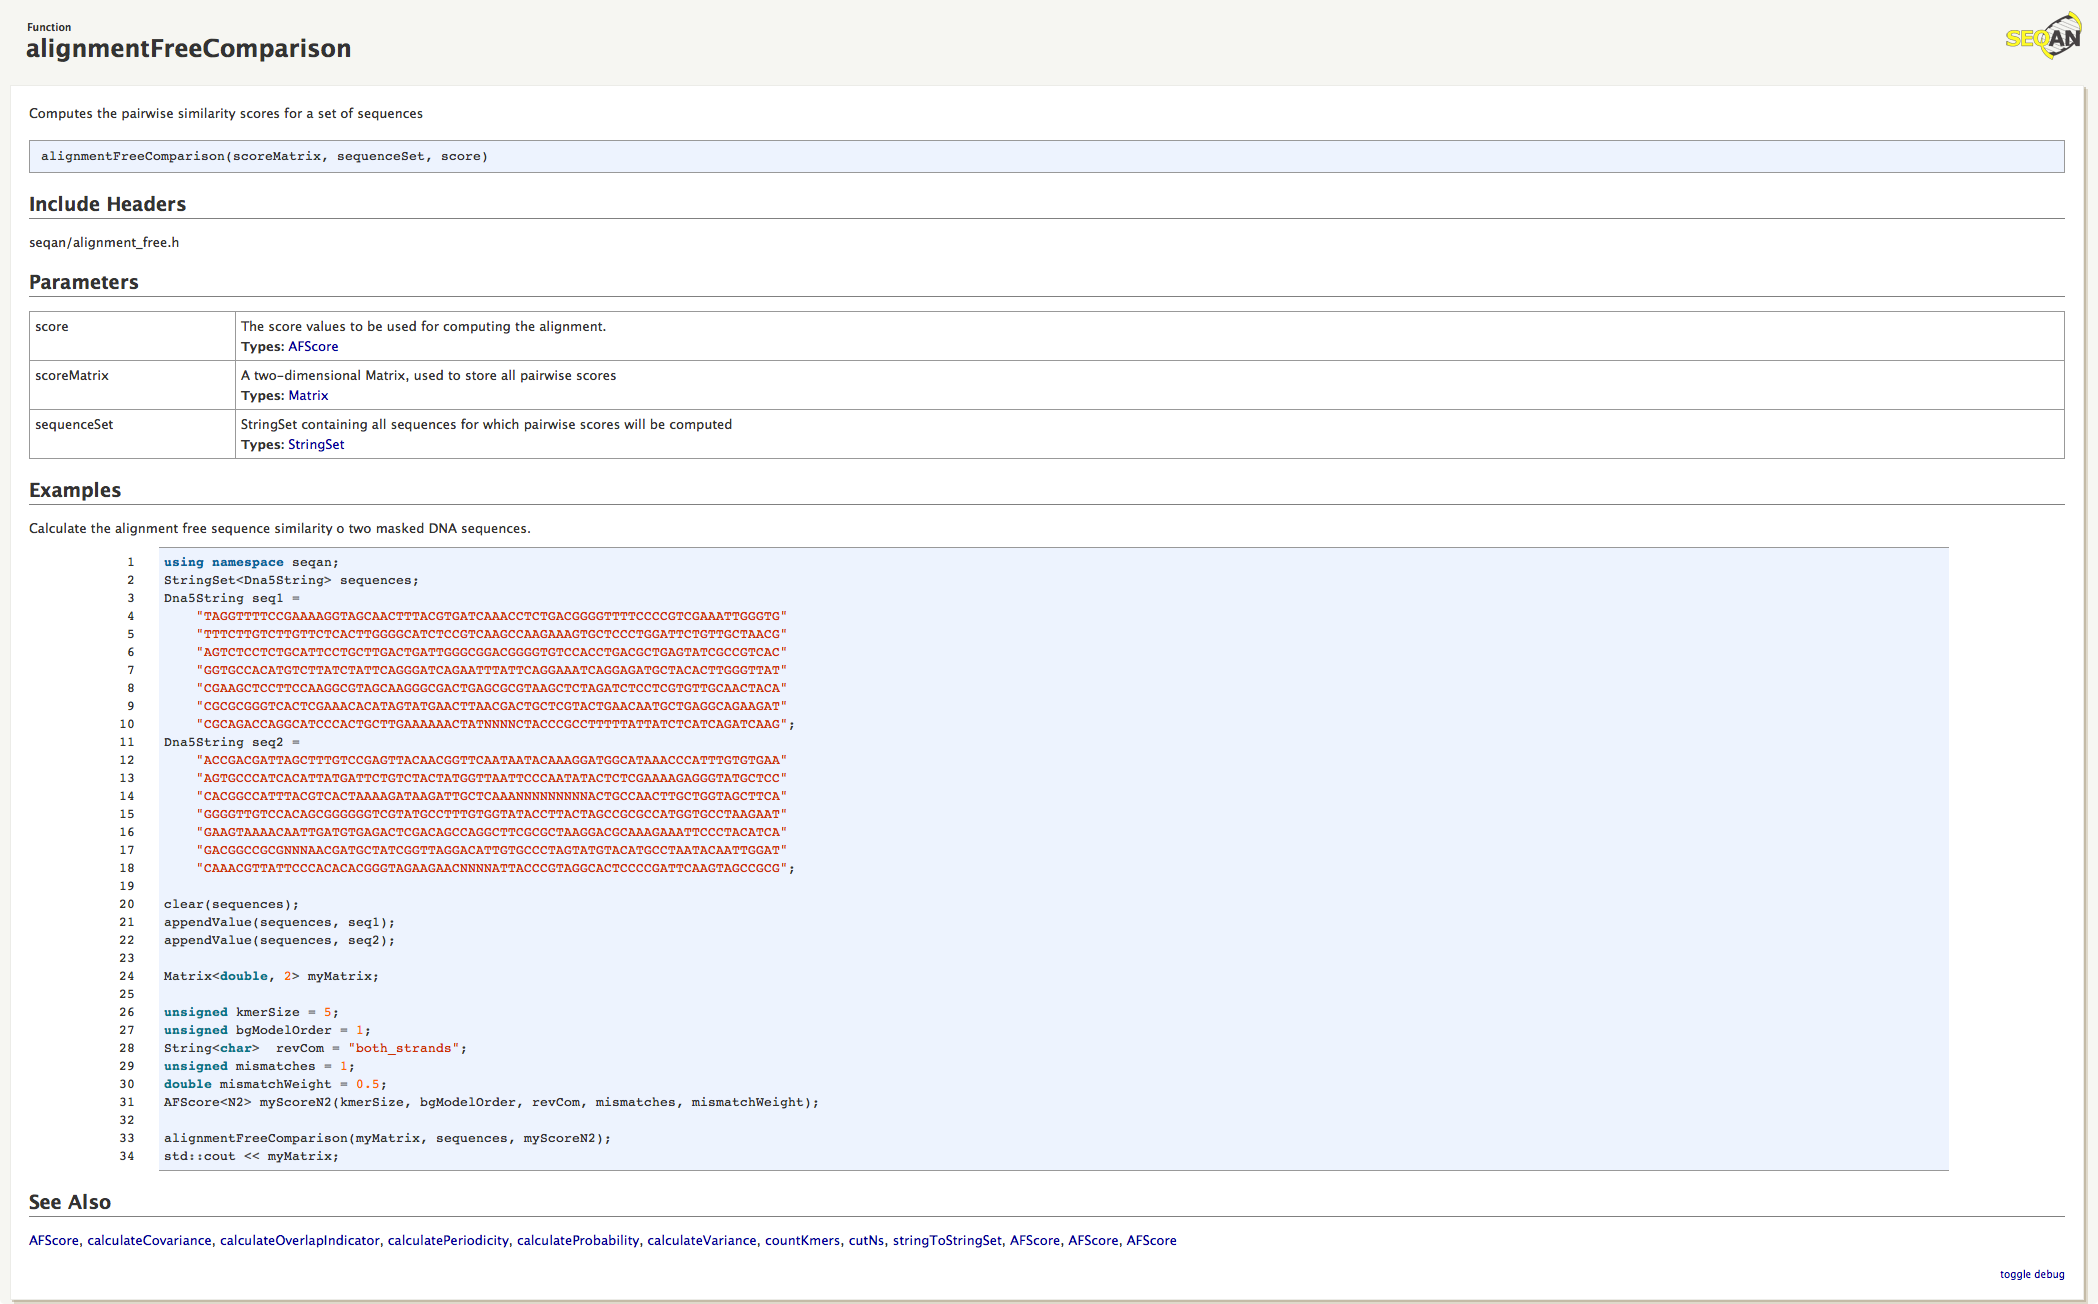 Function
alignmentFreeComparison
SEQAN
Computes the pairwise similarity scores for a set of sequences
alignmentFreeComparison(scoreMatrix, sequenceSet, score)
Include Headers
seqan/alignment_free.h
Parameters
score
The score values to be used for computing the alignment.
Types: AFScore
scoreMatrix
A two-dimensional Matrix, used to store all pairwise scores
Types: Matrix
sequenceSet
StringSet containing all sequences for which pairwise scores will be computed
Types: StringSet
Examples
Calculate the alignment free sequence similarity o two masked DNA sequences.
1 using namespace seqan;
2 StringSet<Dna5String> sequences;
3 Dna5String seq1 =
4 "TAGGTTTTCCGAAAAGGTAGCAACTTTACGTGATCAAACCTCTGACGGGGTTTTCCCCGTCGAAATTGGGTG"
5 "TTTCTTGTCTTGTTCTCACTTGGGGCATCTCCGTCAAGCCAAGAAAGTGCTCCCTGGATTCTGTTGCTAACG"
6 "AGTCTCCTCTGCATTCCTGCTTGACTGATTGGGCGGACGGGGTGTCCACCTGACGCTGAGTATCGCCGTCAC"
7 "GGTGCCACATGTCTTATCTATTCAGGGATCAGAATTTATTCAGGAAATCAGGAGATGCTACACTTGGGTTAT"
8 "CGAAGCTCCTTCCAAGGCGTAGCAAGGGCGACTGAGCGCGTAAGCTCTAGATCTCCTCGTGTTGCAACTACA"
9 "CGCGCGGGTCACTCGAAACACATAGTATGAACTTAACGACTGCTCGTACTGAACAATGCTGAGGCAGAAGAT"
10 "CGCAGACCAGGCATCCCACTGCTTGAAAAAACTATNNNNCTACCCGCCTTTTTATTATCTCATCAGATCAAG";
11 Dna5String seq2 =
12 "ACCGACGATTAGCTTTGTCCGAGTTACAACGGTTCAATAATACAAAGGATGGCATAAACCCATTTGTGTGAA"
13 "AGTGCCCATCACATTATGATTCTGTCTACTATGGTTAATTCCCAATATACTCTCGAAAAGAGGGTATGCTCC"
14 "CACGGCCATTTACGTCACTAAAAGATAAGATTGCTCAAANNNNNNNNNACTGCCAACTTGCTGGTAGCTTCA"
15 "GGGGTTGTCCACAGCGGGGGGTCGTATGCCTTTGTGGTATACCTTACTAGCCGCGCCATGGTGCCTAAGAAT"
16 "GAAGTAAAACAATTGATGTGAGACTCGACAGCCAGGCTTCGCGCTAAGGACGCAAAGAAATTCCCTACATCA"
17 "GACGGCCGCGNNNAACGATGCTATCGGTTAGGACATTGTGCCCTAGTATGTACATGCCTAATACAATTGGAT"
18 "CAAACGTTATTCCCACACACGGGTAGAAGAACNNNNATTACCCGTAGGCACTCCCCGATTCAAGTAGCCGCG";
19
20 clear(sequences);
21 appendValue(sequences, seq1);
22 appendValue(sequences, seq2);
23
24 Matrix<double, 2> myMatrix;
25
26 unsigned kmerSize = 5;
27 unsigned bgModelOrder = 1;
28 String<char>  revCom = "both_strands";
29 unsigned mismatches = 1;
30 double mismatchWeight = 0.5;
31 AFScore<N2> myScoreN2(kmerSize, bgModelOrder, revCom, mismatches, mismatchWeight);
32
33 alignmentFreeComparison(myMatrix, sequences, myScoreN2);
34 std::cout << myMatrix;
See Also
AFScore, calculateCovariance, calculateOverlapIndicator, calculatePeriodicity, calculateProbability, calculateVariance, countKmers, cutNs, stringToStringSet, AFScore, AFScore, AFScore
toggle debug